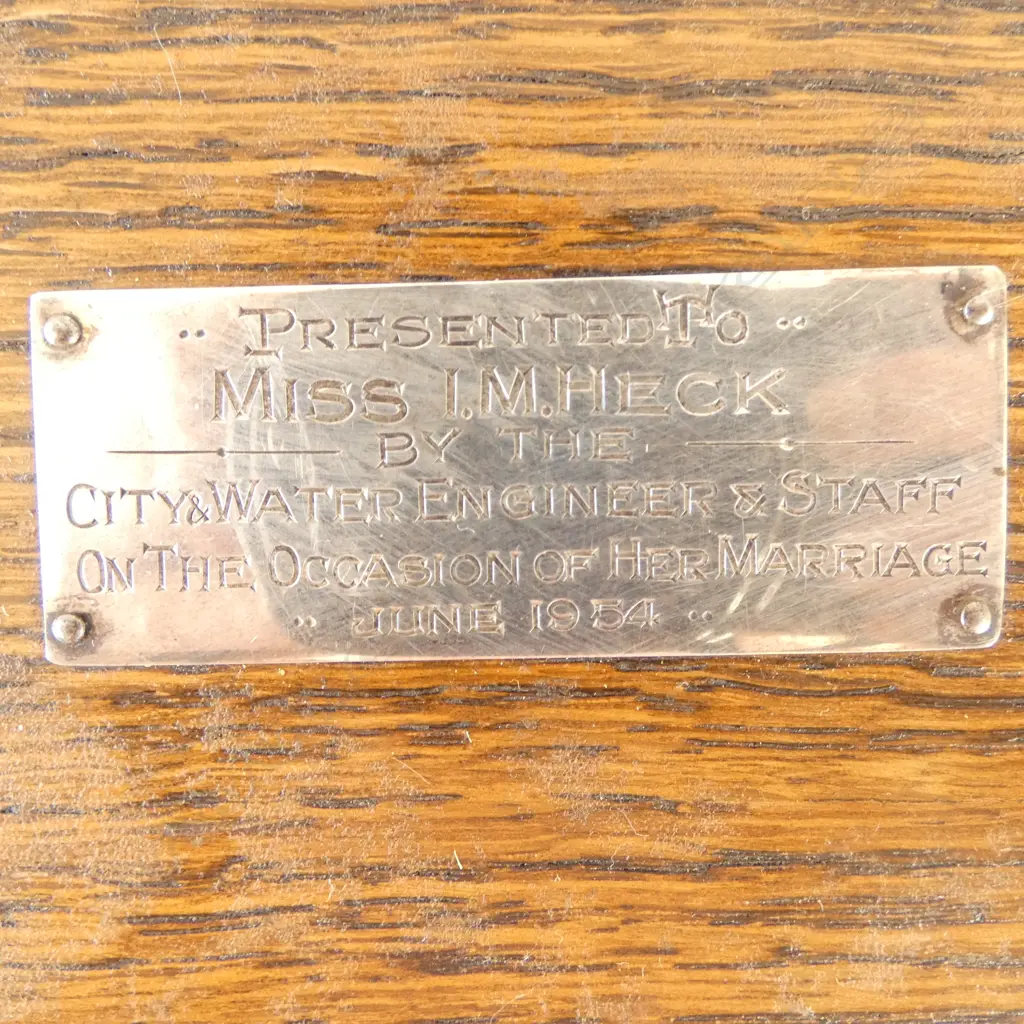 .. PRESENTED TO ..
MISS I.M.HECK
BY THE
CITY&WATER ENGINEER & STAFF
ON THE OCCASION OF HER MARRIAGE
.. JUNE 1954 ..